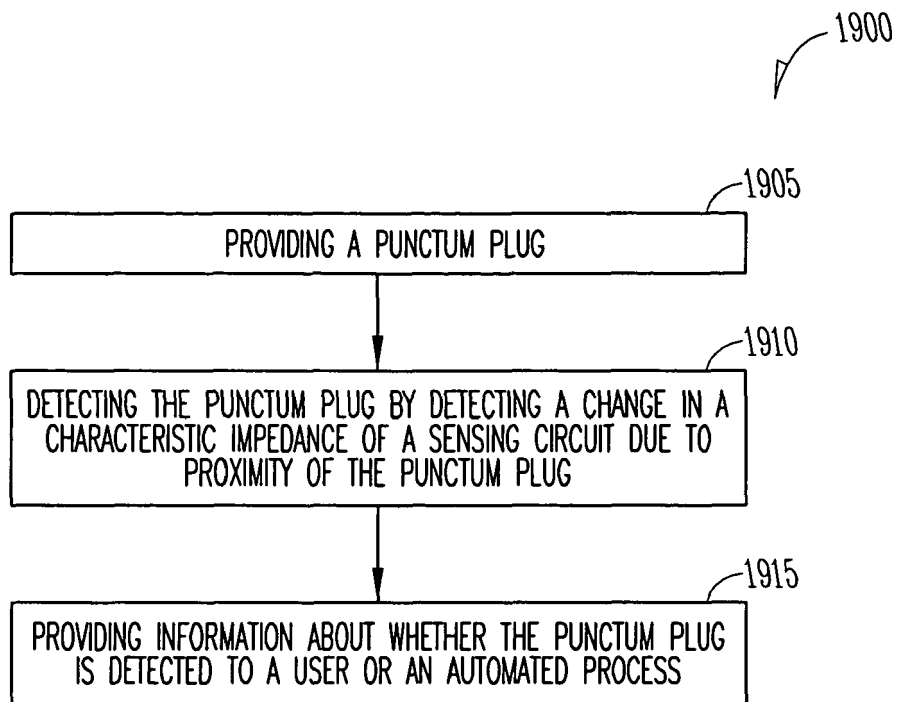 1900
1905
PROVIDING A PUNCTUM PLUG
1910
DETECTING THE PUNCTUM PLUG BY DETECTING A CHANGE IN A
CHARACTERISTIC IMPEDANCE OF A SENSING CIRCUIT DUE TO
PROXIMITY OF THE PUNCTUM PLUG
1915
PROVIDING INFORMATION ABOUT WHETHER THE PUNCTUM PLUG
IS DETECTED TO A USER OR AN AUTOMATED PROCESS